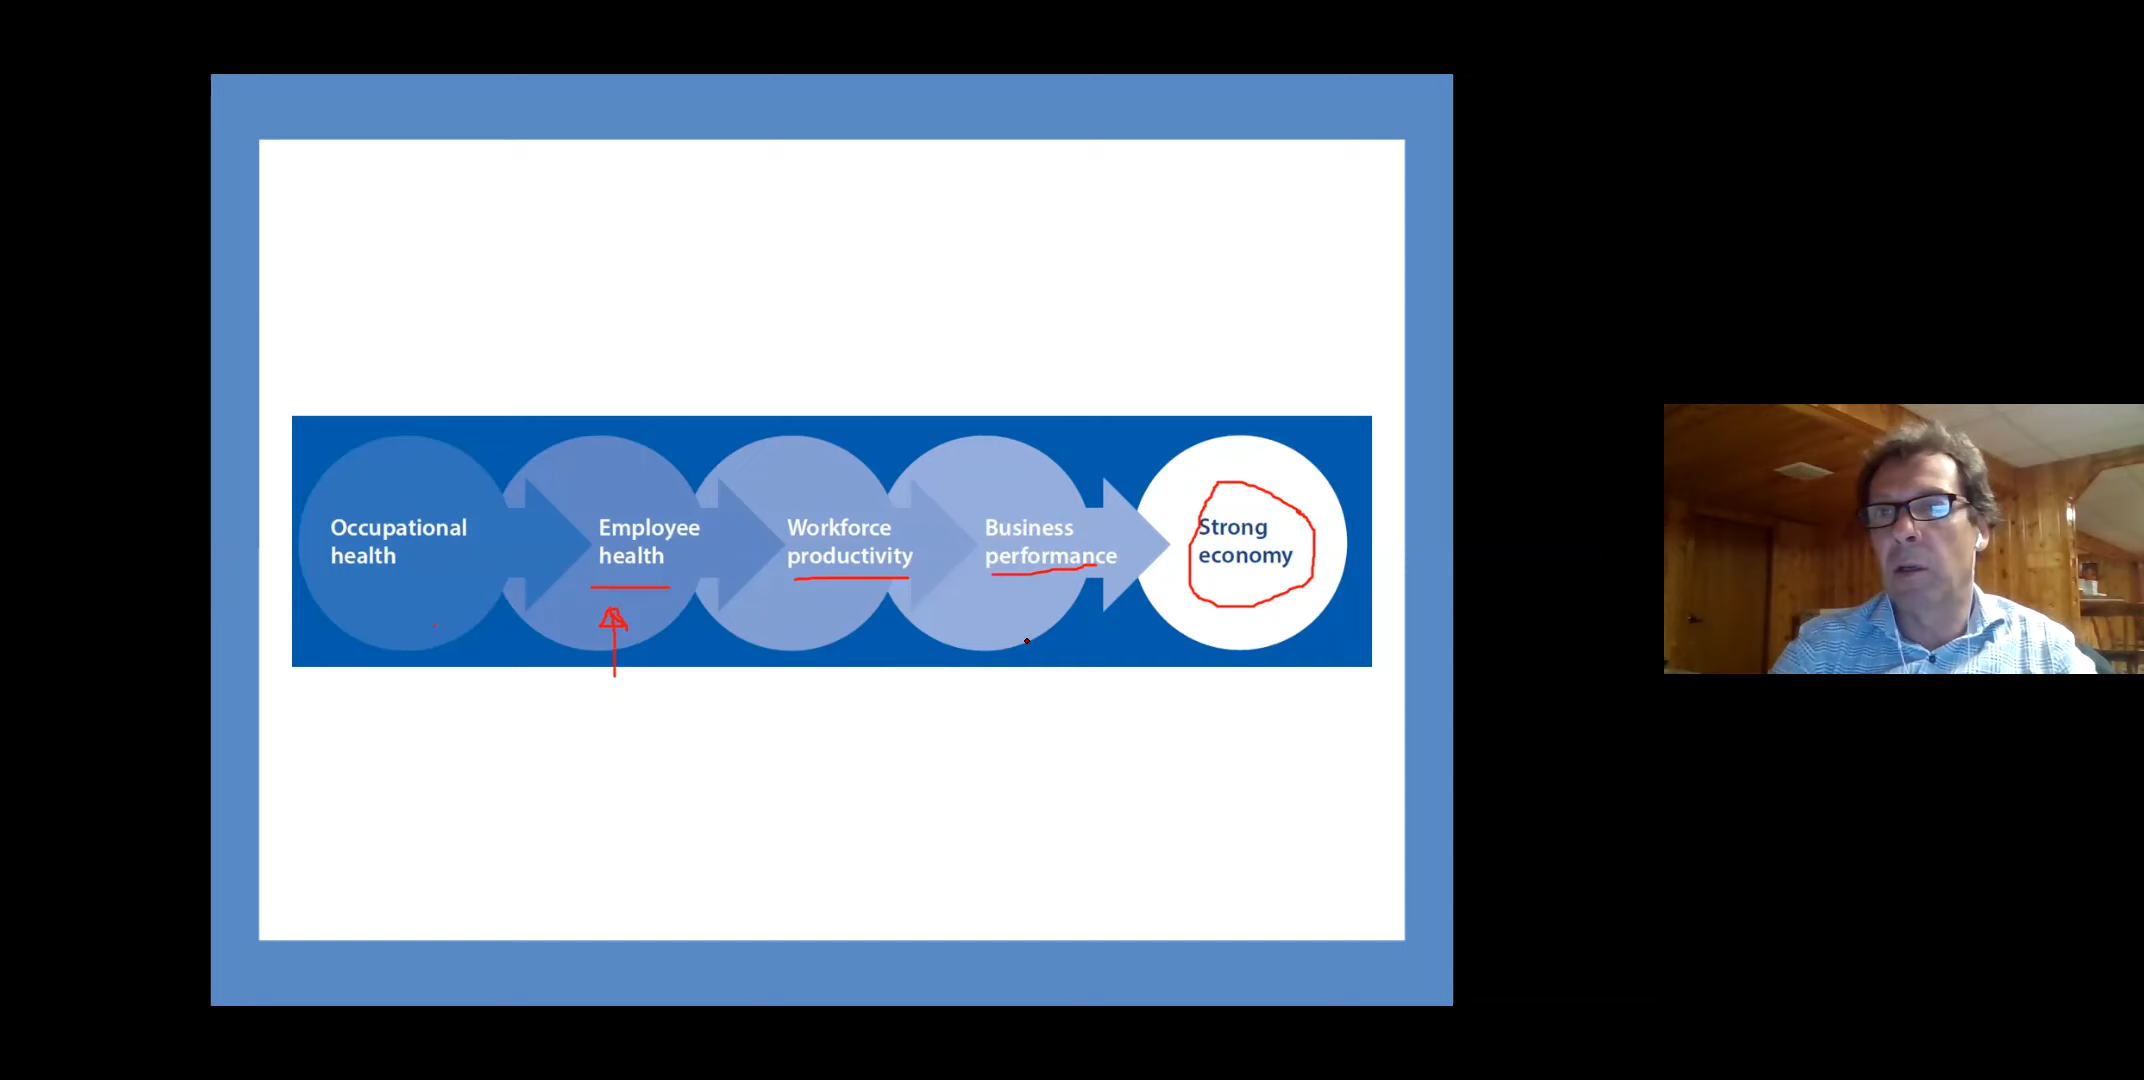 Occupational
health
Employee
health
Workforce
productivity
Business
performance
Strong
economy